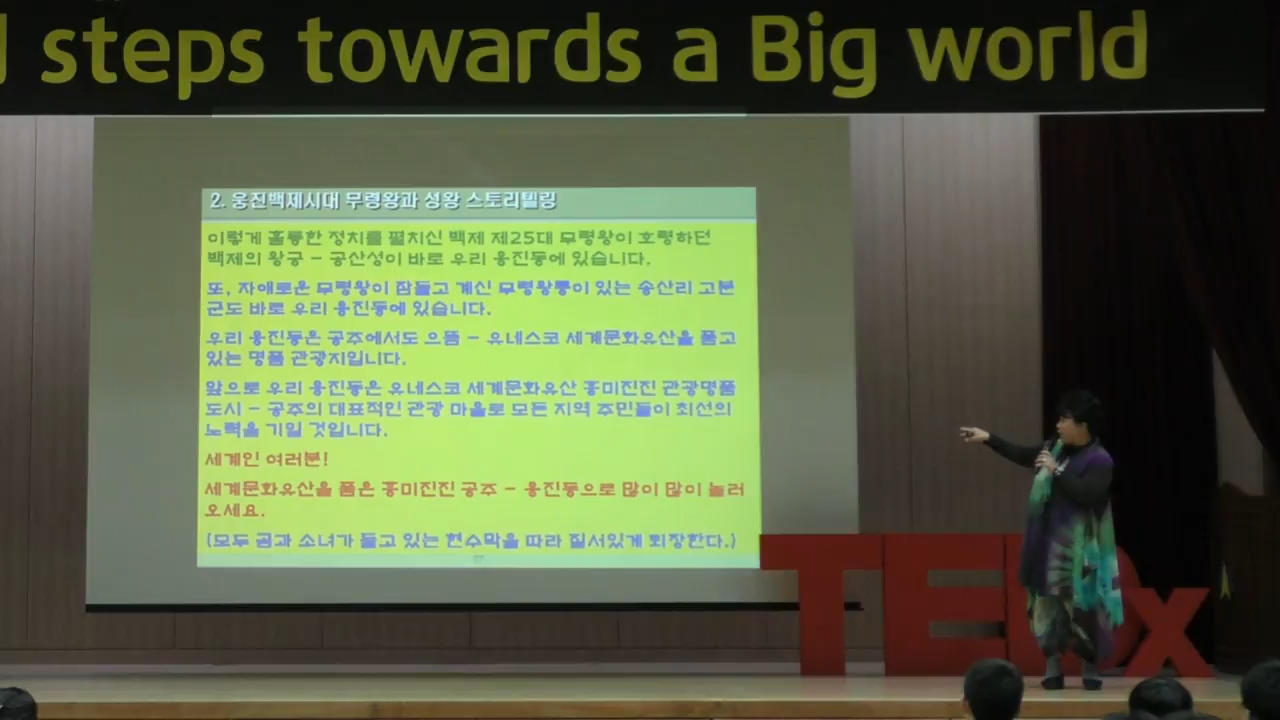 steps towards a Big world
2. 웅진백제시대 무령왕과 성왕 스토리텔링
이렇게 훌륭한 정치를 펼치신 백제 제25대 무령왕이 호령하던
백제의 왕궁 - 공산성이 바로 우리 웅진동에 있습니다.
또, 자애로운 무령왕이 잠들고 계신 무령왕릉이 있는 송산리 고분
군도 바로 우리 웅진동에 있습니다.
우리 웅진동은 공주에서도 으뜸 - 유네스코 세계문화유산을 품고
있는 명품 관광지입니다.
앞으로 우리 웅진동은 유네스코 세계문화유산 흥미진진 관광명품
도시 - 공주의 대표적인 관광 마을로 모든 지역 주민들이 최선의
노력을 기일 것입니다.
세계인 여러분!
세계문화유산을 품은 흥미진진 공주 - 웅진동으로 많이 많이 놀러
오세요.
(모두 곰과 소녀가 들고 있는 현수막을 따라 질서있게 퇴장한다.)
TEDx